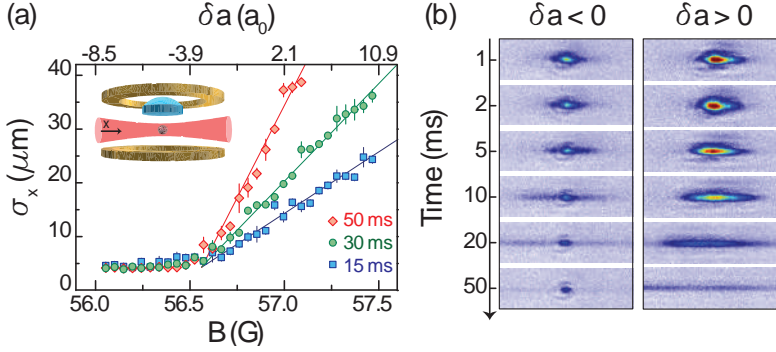 (a)
δa (a0)
-8.5 -3.9 2.1 10.9
40
30
20
10
0
σx (μm)
x
50 ms
30 ms
15 ms
56.0 56.5 57.0 57.5
B (G)
(b)
δa < 0 δa > 0
Time (ms)
1
2
5
10
20
50